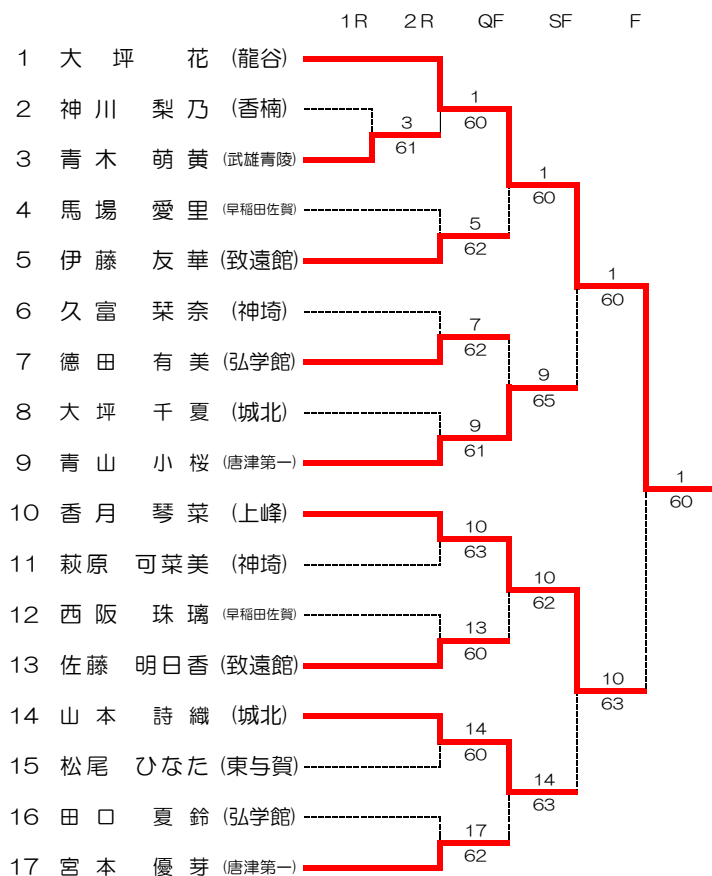 1R 2R QF SF F
1 大坪 花 (龍谷)
2 神川 梨乃 (香楠)
3 青木 萌黄 (武雄青陵)
4 馬場 愛里 (早稲田佐賀)
5 伊藤 友華 (致遠館)
6 久富 栞奈 (神埼)
7 德田 有美 (弘学館)
8 大坪 千夏 (城北)
9 青山 小桜 (唐津第一)
10 香月 琴菜 (上峰)
11 萩原 可菜美 (神埼)
12 西阪 珠璃 (早稲田佐賀)
13 佐藤 明日香 (致遠館)
14 山本 詩織 (城北)
15 松尾 ひなた (東与賀)
16 田口 夏鈴 (弘学館)
17 宮本 優芽 (唐津第一)
3
61
1
60
5
62
7
62
9
61
10
63
13
60
14
60
17
62
1
60
9
65
10
62
14
63
1
60
10
63
1
60